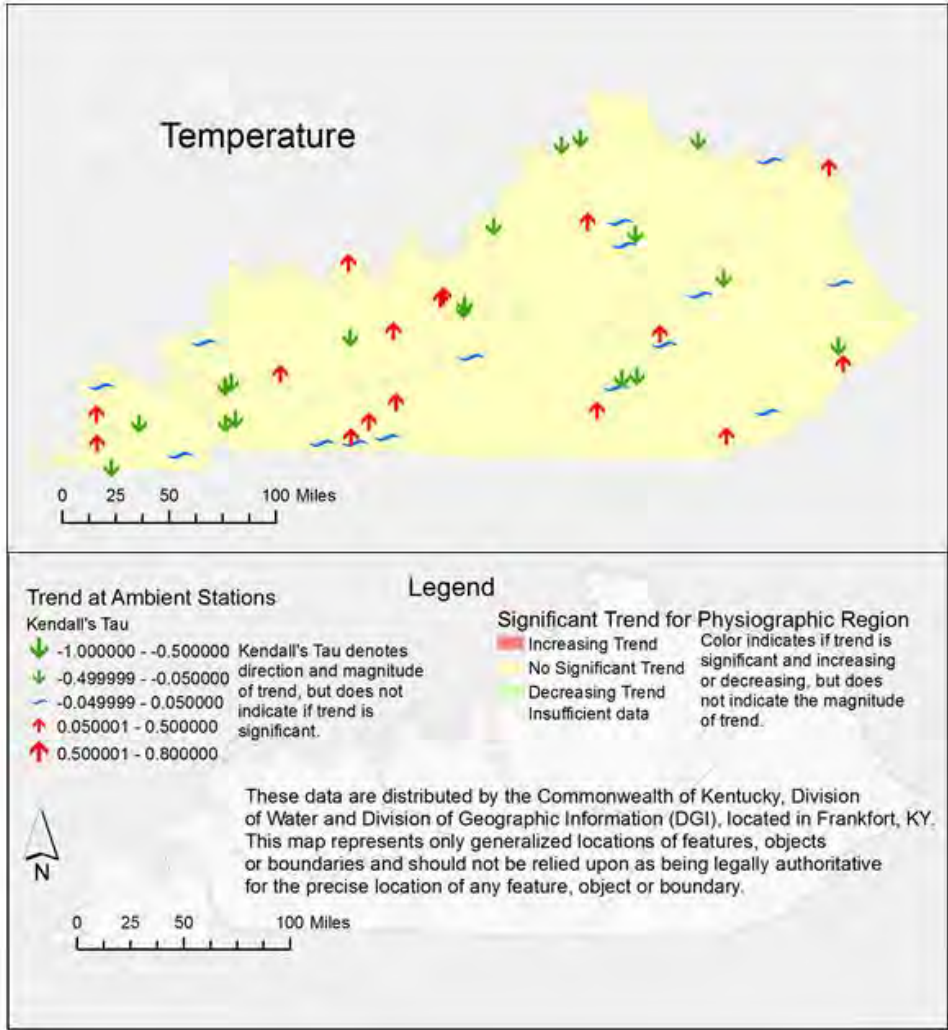 Temperature
0 25 50 100 Miles
Legend
Trend at Ambient Stations
Kendall's Tau
-1.000000 - -0.500000
-0.499999 - -0.050000
-0.049999 - 0.050000
0.050001 - 0.500000
0.500001 - 0.800000
Kendall's Tau denotes
direction and magnitude
of trend, but does not
indicate if trend is
significant.
Significant Trend for Physiographic Region
Increasing Trend
No Significant Trend
Decreasing Trend
Insufficient data
Color indicates if trend is
significant and increasing
or decreasing, but does
not indicate the magnitude
of trend.
These data are distributed by the Commonwealth of Kentucky, Division
of Water and Division of Geographic Information (DGI), located in Frankfort, KY.
This map represents only generalized locations of features, objects
or boundaries and should not be relied upon as being legally authoritative
for the precise location of any feature, object or boundary.
N
0 25 50 100 Miles